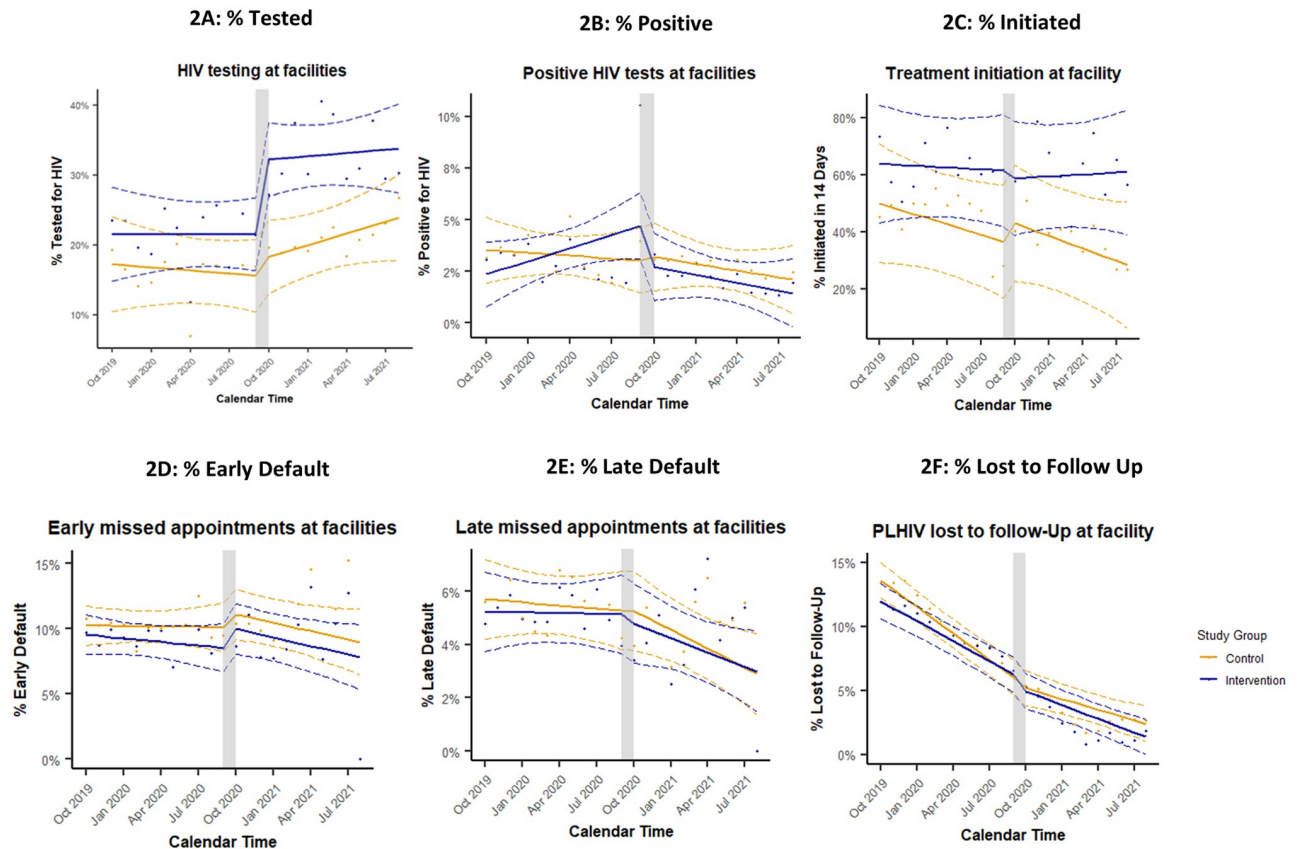 2A: % Tested
2B: % Positive
2C: % Initiated
HIV testing at facilities
Positive HIV tests at facilities
Treatment initiation at facility
% Tested for HIV
40%
30%
20%
10%
Oct 2019
Jan 2020
Apr 2020
Jul 2020
Oct 2020
Jan 2021
Apr 2021
Jul 2021
Calendar Time
% Positive for HIV
10%
8%
5%
2%
0%
Oct 2019
Jan 2020
Apr 2020
Jul 2020
Oct 2020
Jan 2021
Apr 2021
Jul 2021
Calendar Time
% Initiated in 14 Days
80%
60%
40%
20%
Oct 2019
Jan 2020
Apr 2020
Jul 2020
Oct 2020
Jan 2021
Apr 2021
Jul 2021
Calendar Time
2D: % Early Default
2E: % Late Default
2F: % Lost to Follow Up
Early missed appointments at facilities
Late missed appointments at facilities
PLHIV lost to follow-Up at facility
% Early Default
15%
10%
5%
0%
Oct 2019
Jan 2020
Apr 2020
Jul 2020
Oct 2020
Jan 2021
Apr 2021
Jul 2021
Calendar Time
% Late Default
6%
4%
2%
0%
Oct 2019
Jan 2020
Apr 2020
Jul 2020
Oct 2020
Jan 2021
Apr 2021
Jul 2021
Calendar Time
% Lost to Follow-Up
15%
10%
5%
0%
Oct 2019
Jan 2020
Apr 2020
Jul 2020
Oct 2020
Jan 2021
Apr 2021
Jul 2021
Calendar Time
Study Group
Control
Intervention